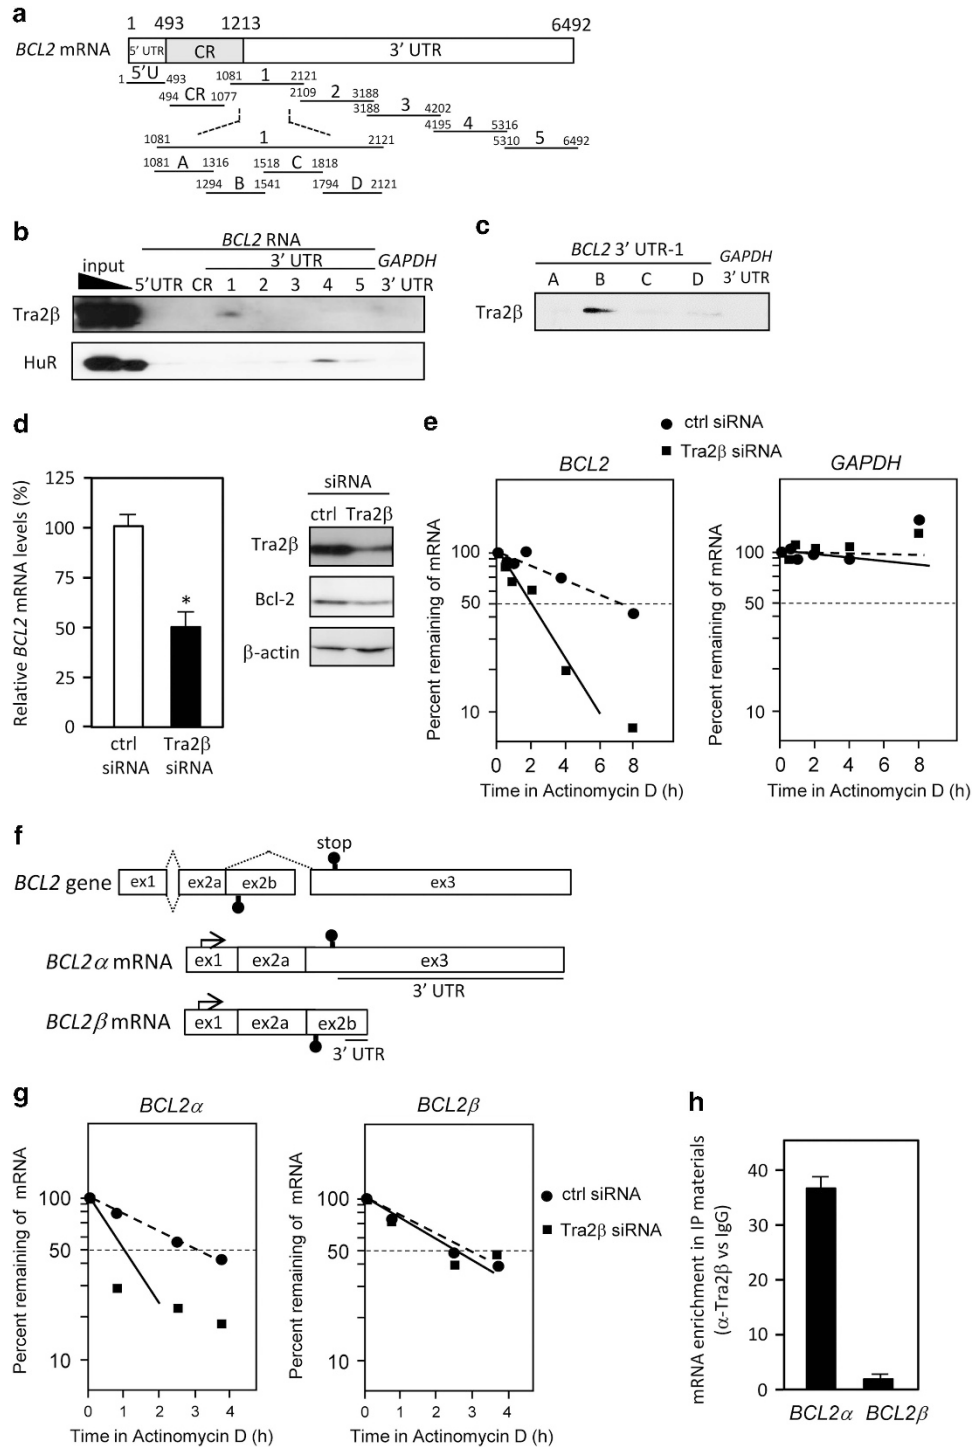 a
1 493 1213 6492
BCL2 mRNA 5' UTR CR 3' UTR
1 5'U 493 1081 1 2121
494 CR 1077 2109 2 3188
3188 3 4202
4195 4 5316
5310 5 6492
1081 1 2121
1081 A 1316 1518 C 1818
1294 B 1541 1794 D 2121
b
BCL2 RNA
3' UTR GAPDH
input 5'UTR CR 1 2 3 4 5 3' UTR
Tra2β
HuR
c
BCL2 3' UTR-1 GAPDH
A B C D 3' UTR
Tra2β
d
Relative BCL2 mRNA levels (%)
125
100
75
50
25
0
*
ctrl siRNA
Tra2β siRNA
siRNA
ctrl Tra2β
Tra2β
Bcl-2
β-actin
e
ctrl siRNA
Tra2β siRNA
BCL2
Percent remaining of mRNA
100
50
10
0 2 4 6 8
Time in Actinomycin D (h)
GAPDH
Percent remaining of mRNA
100
50
10
0 2 4 6 8
Time in Actinomycin D (h)
f
stop
BCL2 gene ex1 ex2a ex2b ex3
BCL2α mRNA ex1 ex2a ex3
3' UTR
BCL2β mRNA ex1 ex2a ex2b
3' UTR
g
BCL2α
Percent remaining of mRNA
100
50
10
0 1 2 3 4
Time in Actinomycin D (h)
BCL2β
Percent remaining of mRNA
100
50
10
0 1 2 3 4
Time in Actinomycin D (h)
ctrl siRNA
Tra2β siRNA
h
mRNA enrichment in IP materials
(α-Tra2β vs IgG)
40
30
20
10
0
BCL2α BCL2β